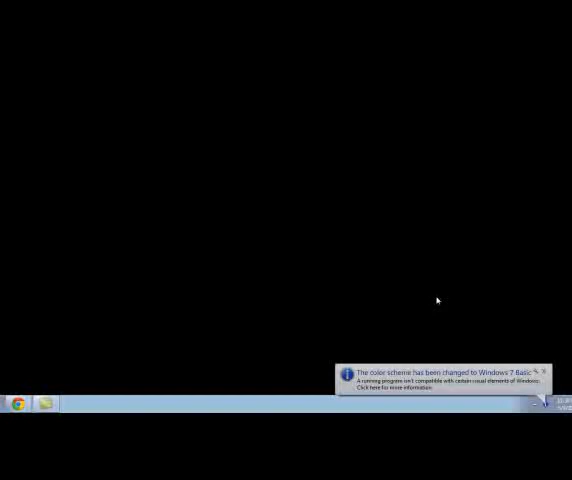 The color scheme has been changed to Windows 7 Basic
A running program isn't compatible with certain visual elements of Windows.
Click here for more information.